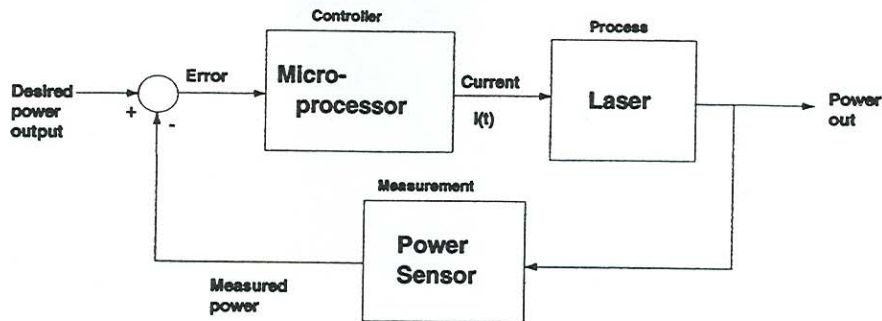 Controller
Process
Desired
power
output
+
-
Error
Micro-
processor
Current
i(t)
Laser
Power
out
Measurement
Power
Sensor
Measured
power